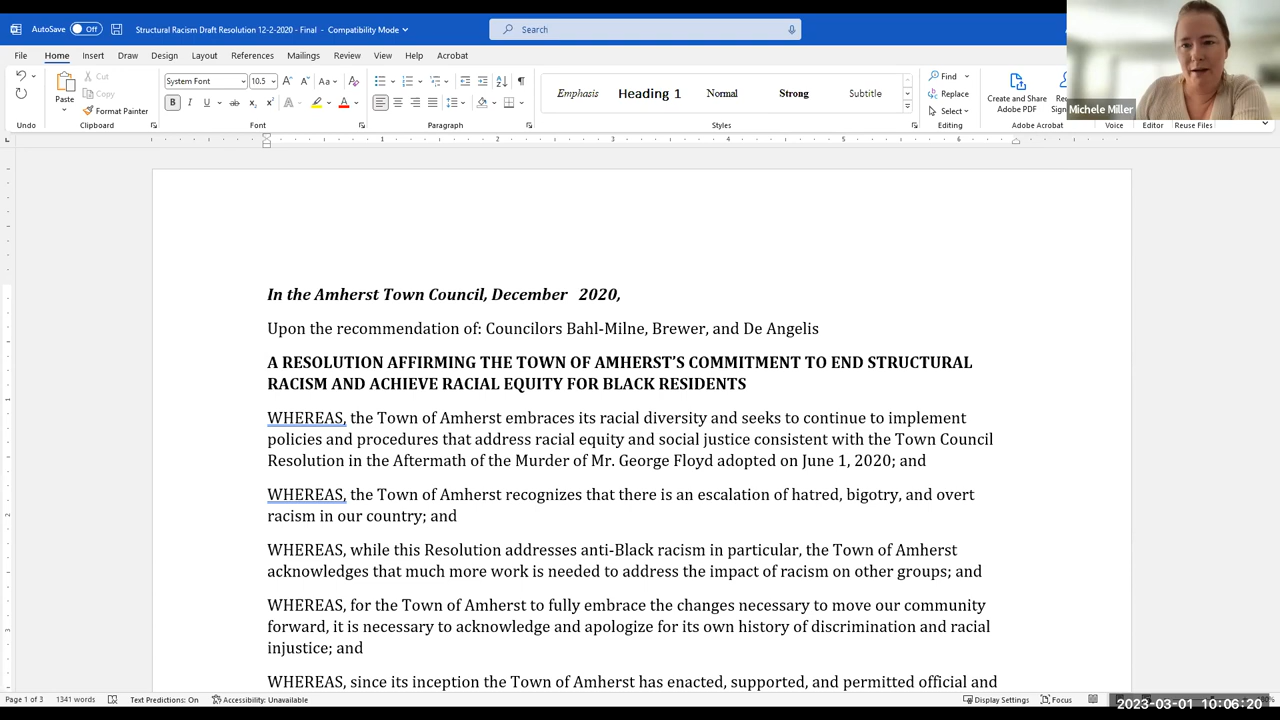 AutoSave Off Structural Racism Draft Resolution 12-2-2020 - Final - Compatibility Mode Search
File Home Insert Draw Design Layout References Mailings Review View Help Acrobat
Paste Cut Copy Format Painter System Font 10.5 Emphasis Heading 1 Normal Strong Subtitle Find Replace Select Create and Share Adobe PDF
Michele Miller
Undo Clipboard Font Paragraph Styles Editing Adobe Acrobat Voice Editor Reuse Files
1 2 3 4 5 6
In the Amherst Town Council, December 2020,
Upon the recommendation of: Councilors Bahl-Milne, Brewer, and De Angelis
A RESOLUTION AFFIRMING THE TOWN OF AMHERST'S COMMITMENT TO END STRUCTURAL
RACISM AND ACHIEVE RACIAL EQUITY FOR BLACK RESIDENTS
WHEREAS, the Town of Amherst embraces its racial diversity and seeks to continue to implement
policies and procedures that address racial equity and social justice consistent with the Town Council
Resolution in the Aftermath of the Murder of Mr. George Floyd adopted on June 1, 2020; and
WHEREAS, the Town of Amherst recognizes that there is an escalation of hatred, bigotry, and overt
racism in our country; and
WHEREAS, while this Resolution addresses anti-Black racism in particular, the Town of Amherst
acknowledges that much more work is needed to address the impact of racism on other groups; and
WHEREAS, for the Town of Amherst to fully embrace the changes necessary to move our community
forward, it is necessary to acknowledge and apologize for its own history of discrimination and racial
injustice; and
WHEREAS, since its inception the Town of Amherst has enacted, supported, and permitted official and
Page 1 of 3 1341 words Text Predictions: On Accessibility: Unavailable Display Settings Focus
2023-03-01 10:06:20